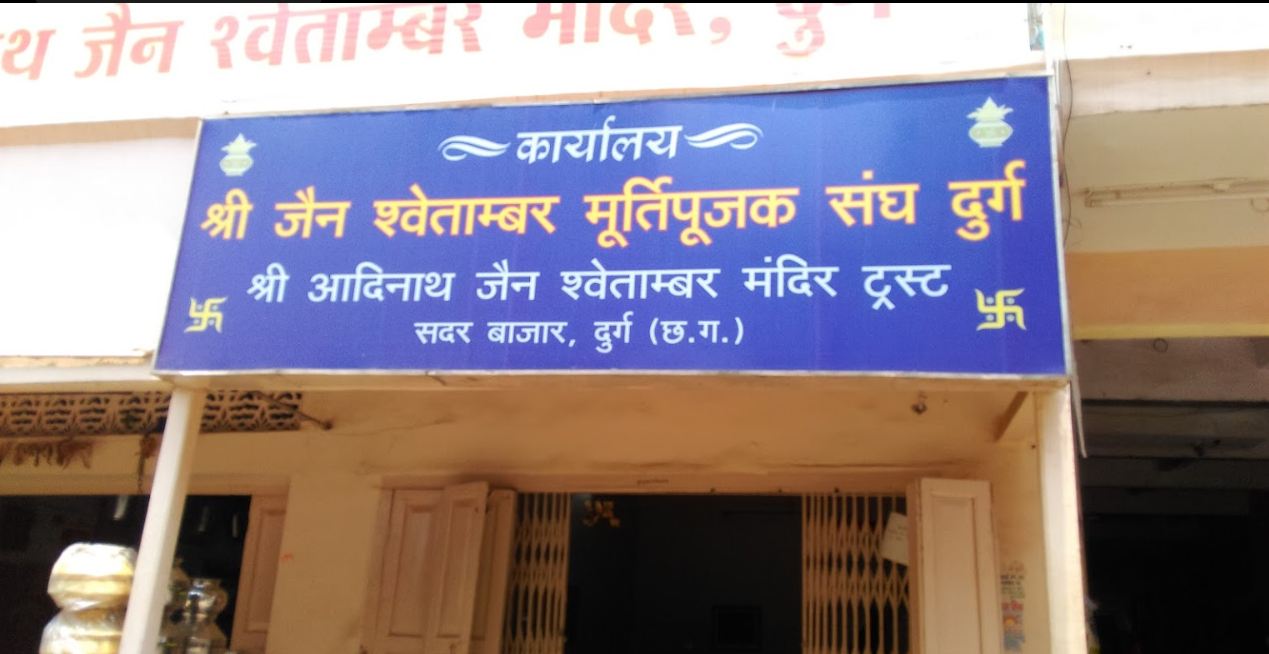 थ जैन श्वेताम्बर मंदिर, दुर्ग
कार्यालय
श्री जैन श्वेताम्बर मूर्तिपूजक संघ दुर्ग
श्री आदिनाथ जैन श्वेताम्बर मंदिर ट्रस्ट
सदर बाजार, दुर्ग (छ.ग.)